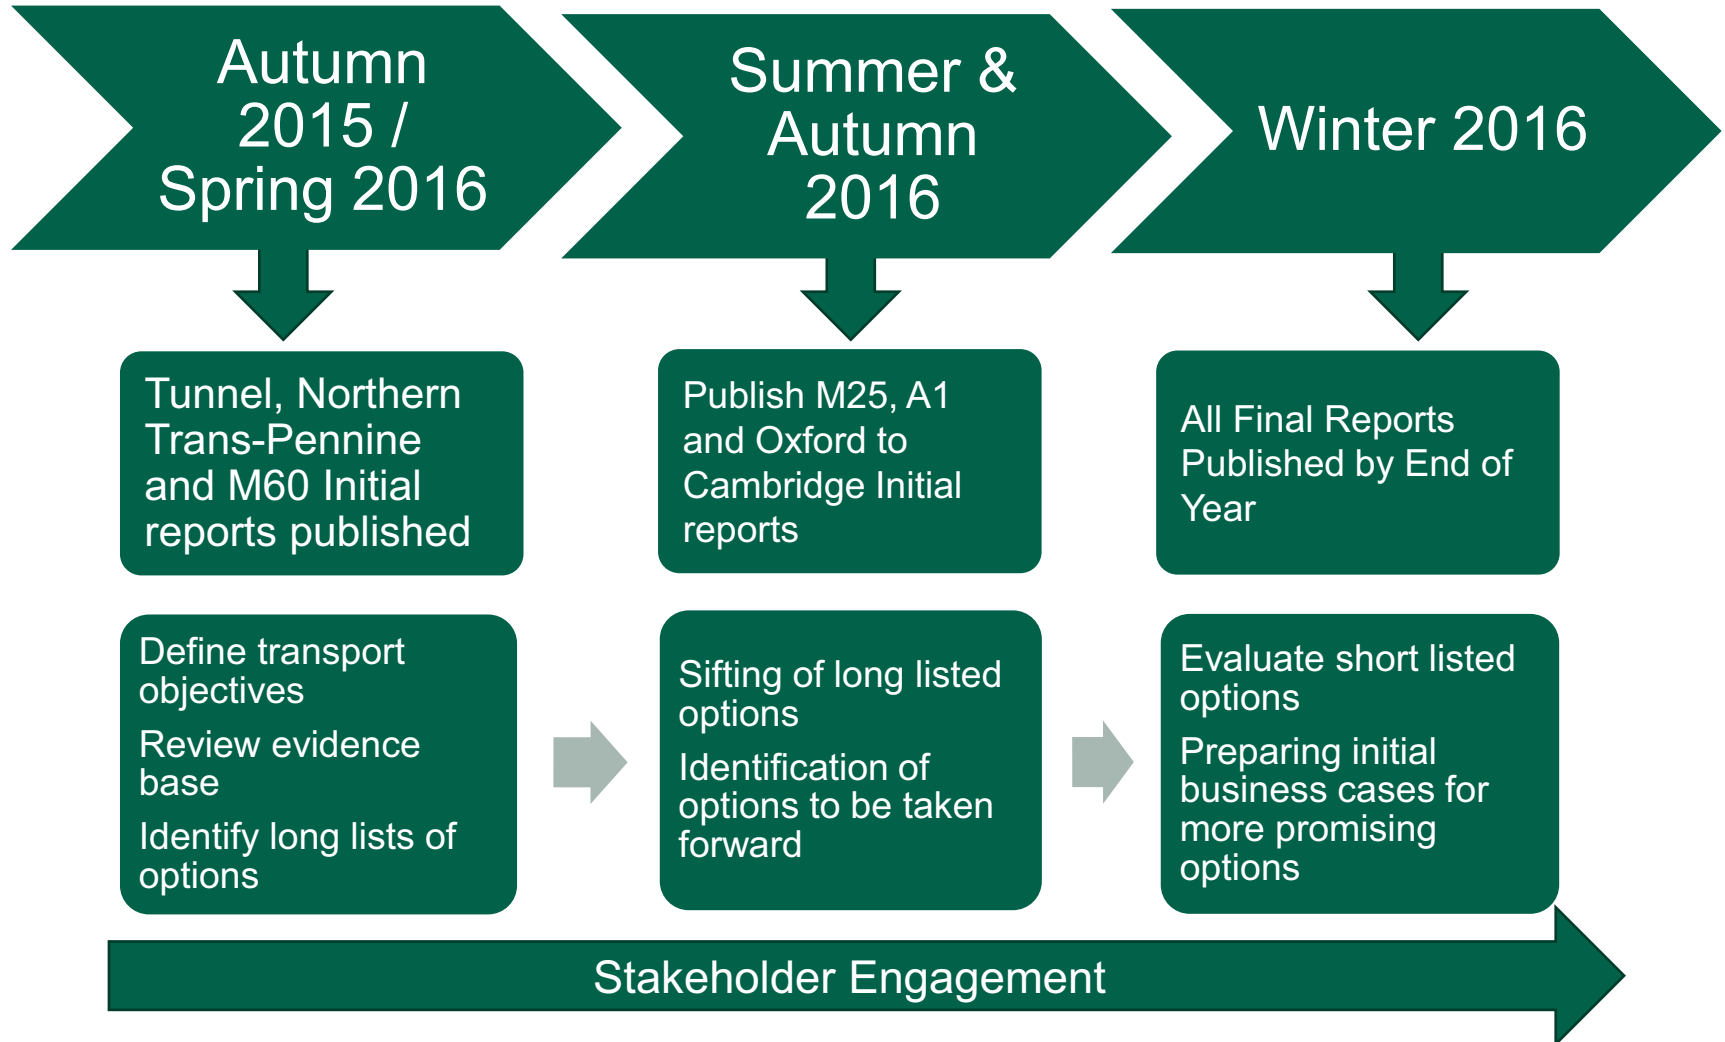 Autumn
2015 /
Spring 2016
Summer &
Autumn
2016
Winter 2016
Tunnel, Northern
Trans-Pennine
and M60 Initial
reports published
Publish M25, A1
and Oxford to
Cambridge Initial
reports
All Final Reports
Published by End of
Year
Define transport
objectives
Review evidence
base
Identify long lists of
options
Sifting of long listed
options
Identification of
options to be taken
forward
Evaluate short listed
options
Preparing initial
business cases for
more promising
options
Stakeholder Engagement